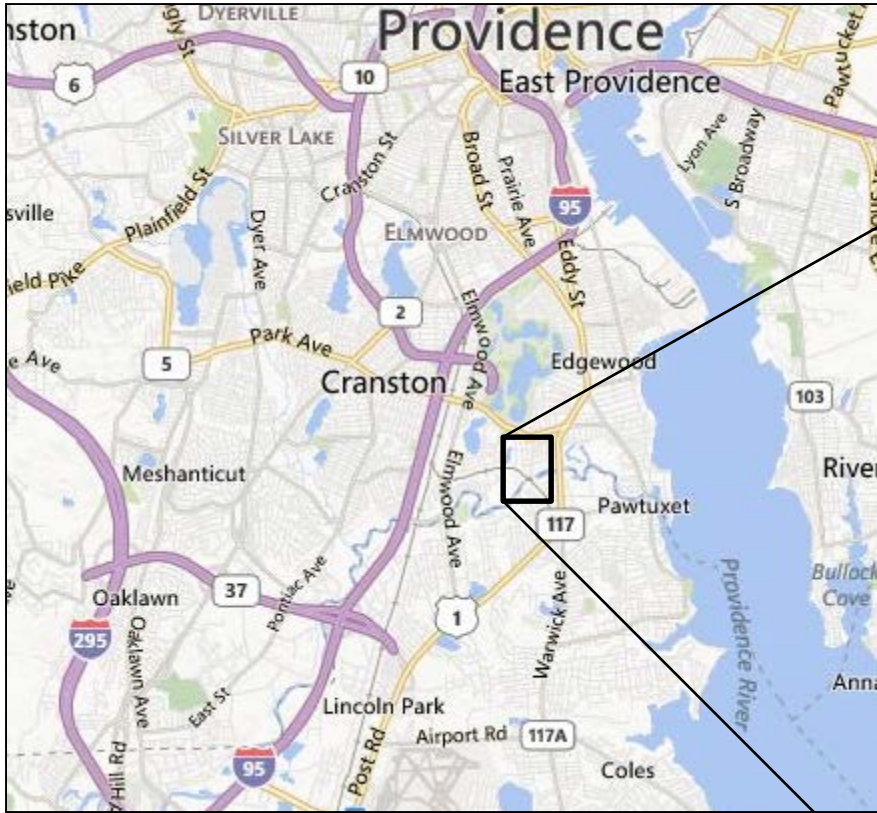 DYERVILLE
Providence
nston
gly St
10
6
East Providence
Pawtucket
SILVER LAKE
Cranston St
Broad St
Prairie Ave
Lyon Ave
S Broadway
95
sville
Plainfield St
Dyer Ave
ELMWOOD
Eddy St
ield Pike
Elmwood Ave
2
Park Ave
5
e Ave
Edgewood
Cranston
103
Meshanticut
Elmwood Ave
River
Pawtuxet
117
Pontiac Ave
37
Oaklawn
Providence River
Bullock
Cove
295
Oaklawn Ave
1
Warwick Ave
East St
Anna
Lincoln Park
Airport Rd
117A
Hill Rd
95
Post Rd
Coles